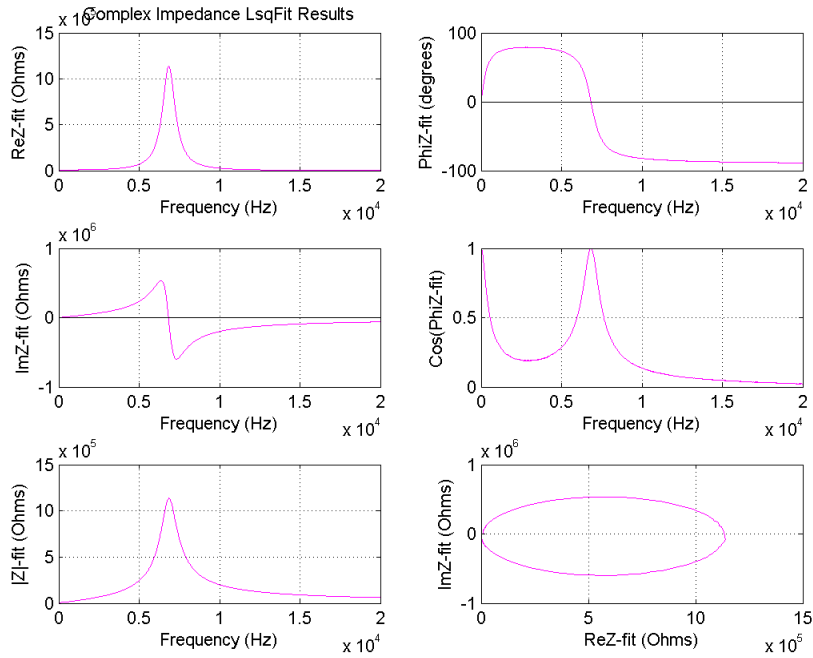 Complex Impedance LsqFit Results
x 10
15
10
5
0
ReZ-fit (Ohms)
0 0.5 1 1.5 2
Frequency (Hz)
x 10^4
100
0
-100
PhiZ-fit (degrees)
0 0.5 1 1.5 2
Frequency (Hz)
x 10^4
x 10^6
1
0
-1
ImZ-fit (Ohms)
0 0.5 1 1.5 2
Frequency (Hz)
x 10^4
1
0.5
0
Cos(PhiZ-fit)
0 0.5 1 1.5 2
Frequency (Hz)
x 10^4
x 10^5
15
10
5
0
|Z|-fit (Ohms)
0 0.5 1 1.5 2
Frequency (Hz)
x 10^4
x 10^6
1
0
-1
ImZ-fit (Ohms)
0 5 10 15
ReZ-fit (Ohms)
x 10^5